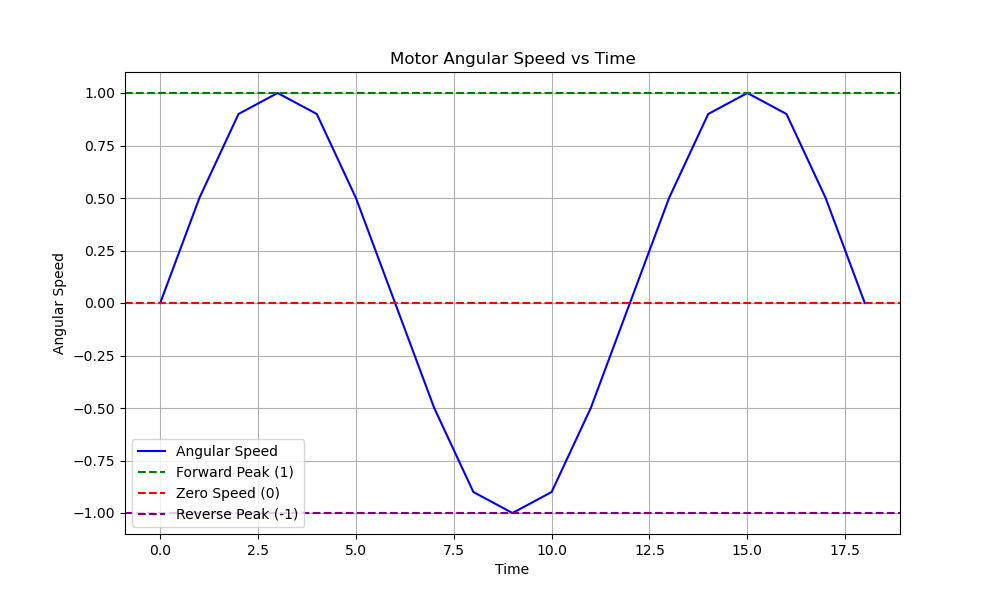 Motor Angular Speed vs Time
Angular Speed
1.00
0.75
0.50
0.25
0.00
−0.25
−0.50
−0.75
−1.00
Angular Speed
Forward Peak (1)
Zero Speed (0)
Reverse Peak (-1)
0.0
2.5
5.0
7.5
10.0
12.5
15.0
17.5
Time